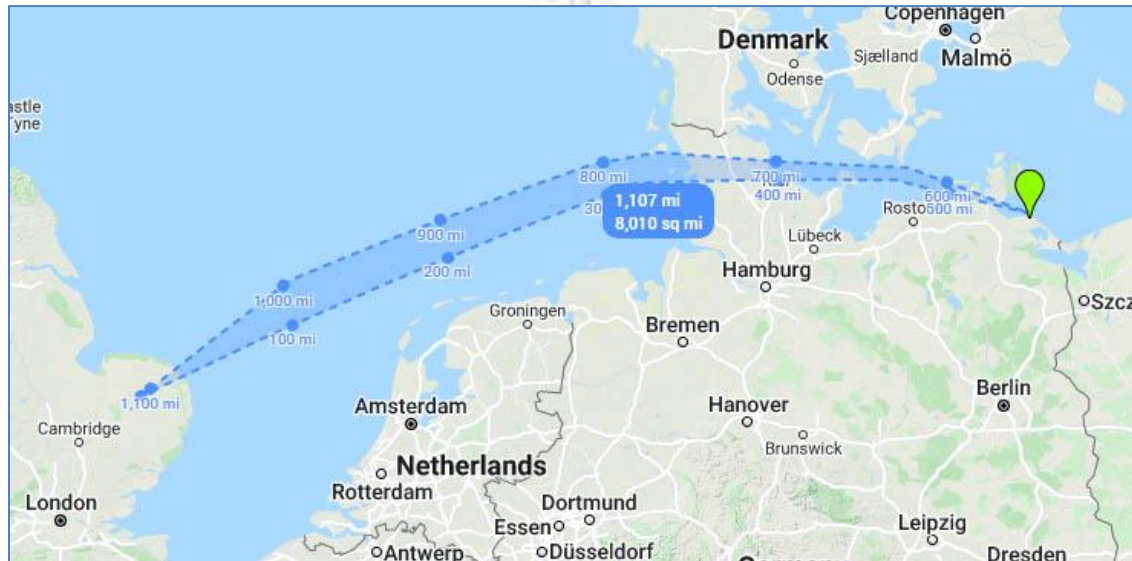 Copenhagen
Denmark
Sjælland
Malmö
Odense
astle
yne
800 mi
700 mi
400 mi
600 mi
500 mi
30
1,107 mi
8,010 sq mi
Rosto
Lübeck
900 mi
200 mi
Hamburg
1,000 mi
100 mi
Groningen
Bremen
Szcz
1,100 mi
Cambridge
Amsterdam
Hanover
Berlin
Brunswick
Netherlands
Rotterdam
London
Dortmund
Essen
Leipzig
Antwerp
Düsseldorf
Dresden